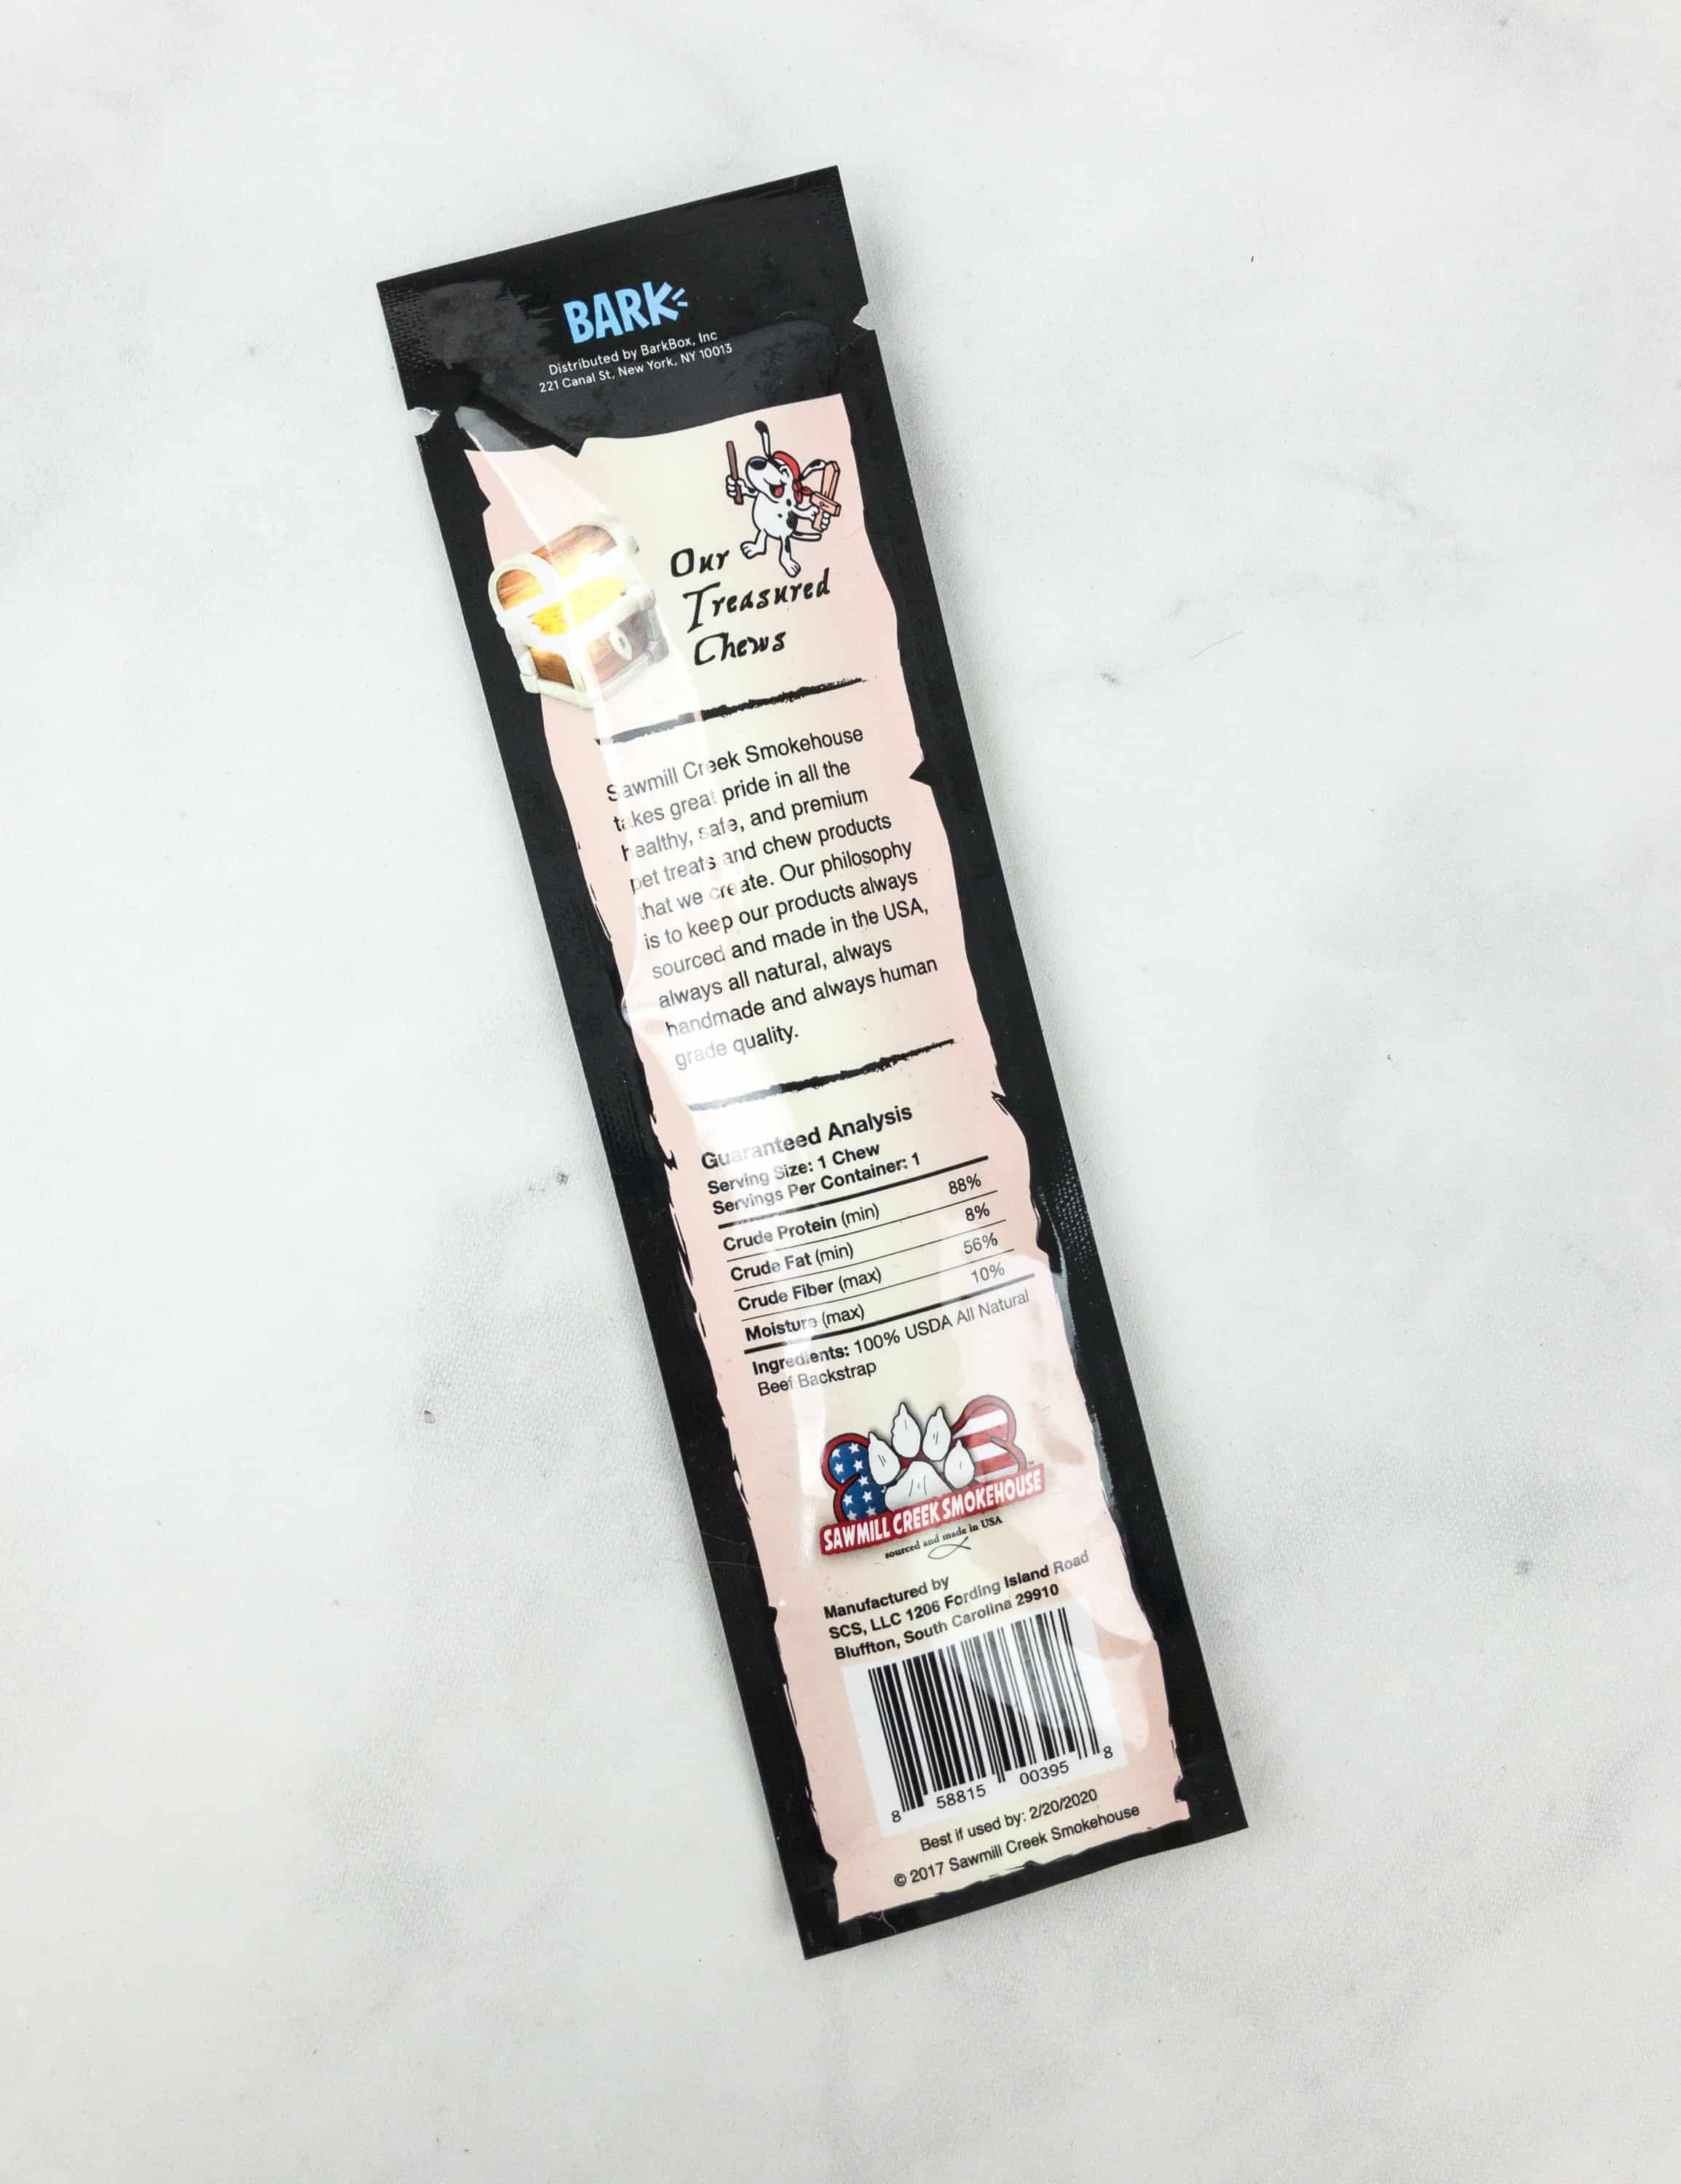 BARK
Distributed by BarkBox, Inc
221 Canal St, New York, NY 10013
Our
Treasured
Chews
Sawmill Creek Smokehouse
takes great pride in all the
healthy, safe, and premium
pet treats and chew products
that we create. Our philosophy
is to keep our products always
sourced and made in the USA,
always all natural, always
handmade and always human
grade quality.
Guaranteed Analysis
Serving Size: 1 Chew
Servings Per Container: 1
Crude Protein (min) 88%
Crude Fat (min) 8%
Crude Fiber (max) 56%
Moisture (max) 10%
Ingredients: 100% USDA All Natural
Beef Backstrap
SAWMILL CREEK SMOKEHOUSE
sourced and made in USA
Manufactured by
SCS, LLC 1206 Fording Island Road
Bluffton, South Carolina 29910
8 58815 00395 8
Best if used by: 2/20/2020
© 2017 Sawmill Creek Smokehouse